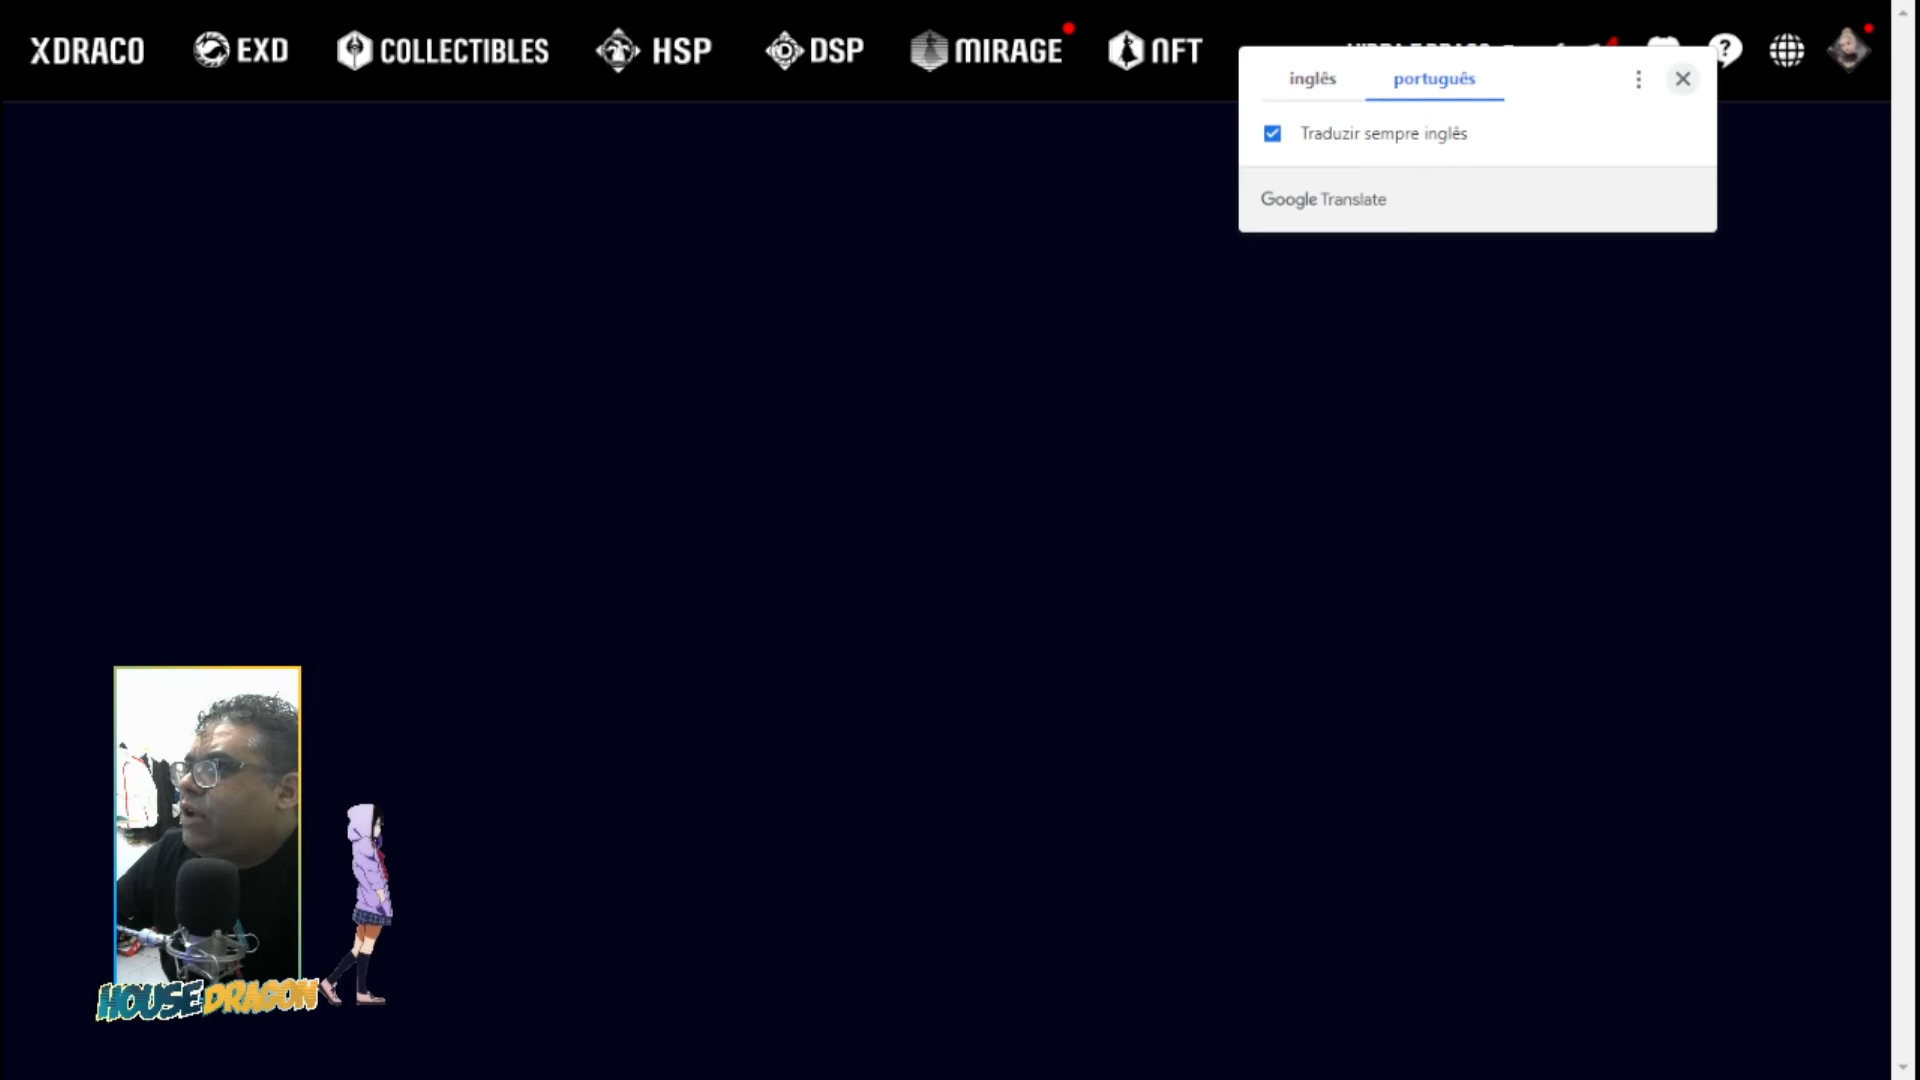 XDRACO EXD COLLECTIBLES HSP DSP MIRAGE NFT
inglês português
Traduzir sempre inglês
Google Translate
HOUSE DRAGON